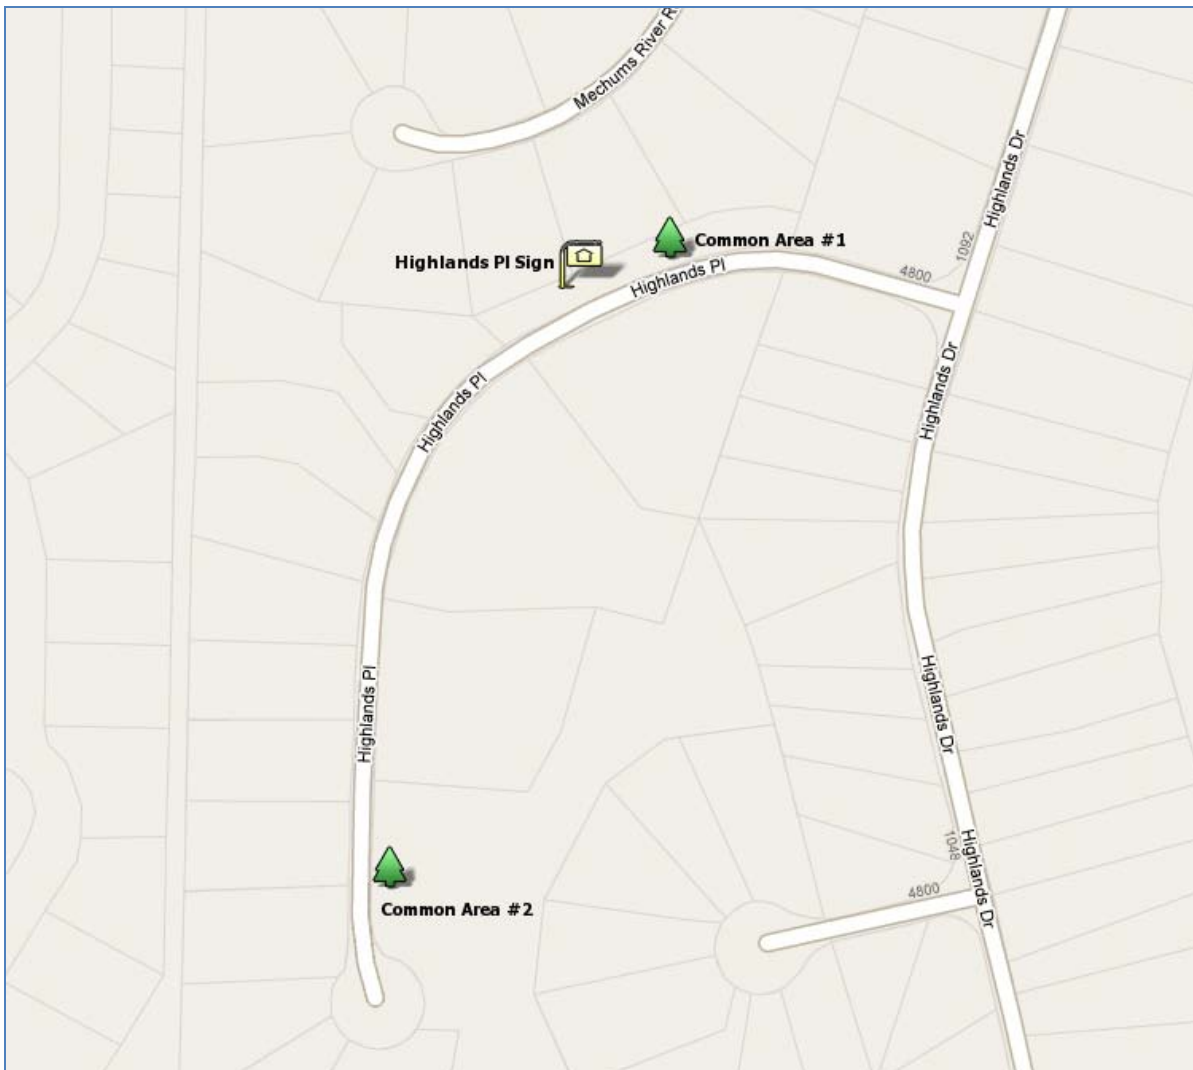 Mechums River R
Highlands Dr
Common Area #1
1092
Highlands Pl Sign
Highlands Pl
4800
Highlands Dr
Highlands Pl
Highlands Pl
Highlands Dr
1048
Highlands Dr
4800
Common Area #2